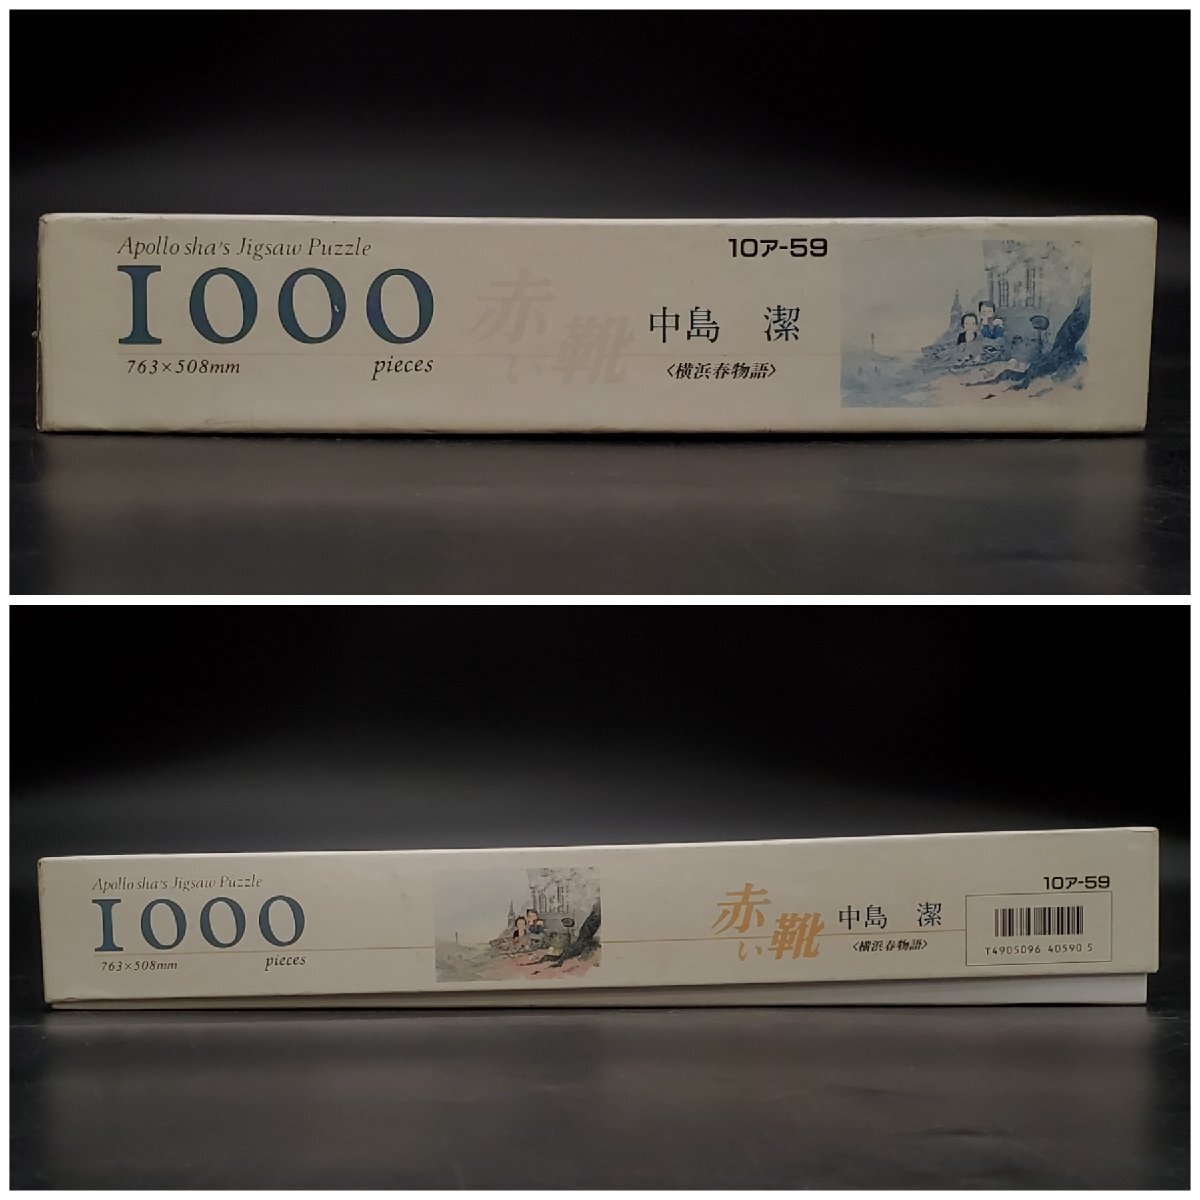 Apollo sha's Jigsaw Puzzle
1000
763×508mm
pieces
赤い靴
10ア-59
中島 潔
〈横浜春物語〉
Apollo sha's Jigsaw Puzzle
1000
763×508mm
pieces
赤い靴
中島 潔
〈横浜春物語〉
10ア-59
T4905096 40590 5